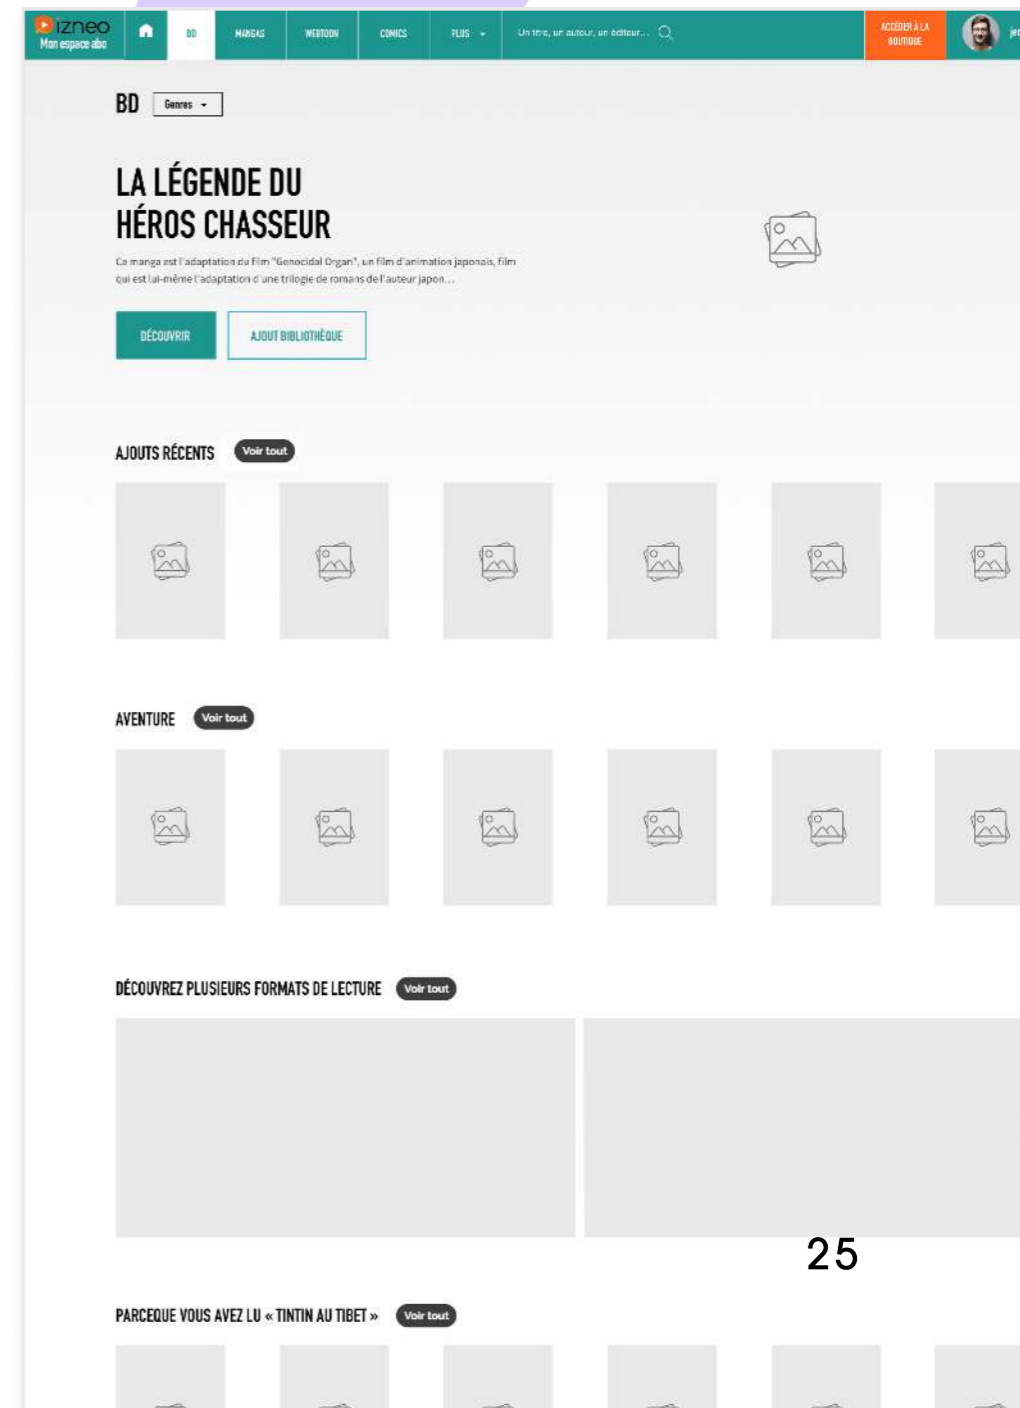 izneo
Mon espace abo
BD
MANGAS
WEBTOON
COMICS
PLUS
Un titre, un auteur, un éditeur...
ACCÉDER À LA
BOUTIQUE
BD
Genres
LA LÉGENDE DU
HÉROS CHASSEUR
Ce manga est l'adaptation du film "Genocidal Organ", un film d'animation japonais, film
qui est lui-même l'adaptation d'une trilogie de romans de l'auteur japon...
DÉCOUVRIR
AJOUT BIBLIOTHÈQUE
AJOUTS RÉCENTS
Voir tout
AVENTURE
Voir tout
DÉCOUVREZ PLUSIEURS FORMATS DE LECTURE
Voir tout
25
PARCEQUE VOUS AVEZ LU « TINTIN AU TIBET »
Voir tout